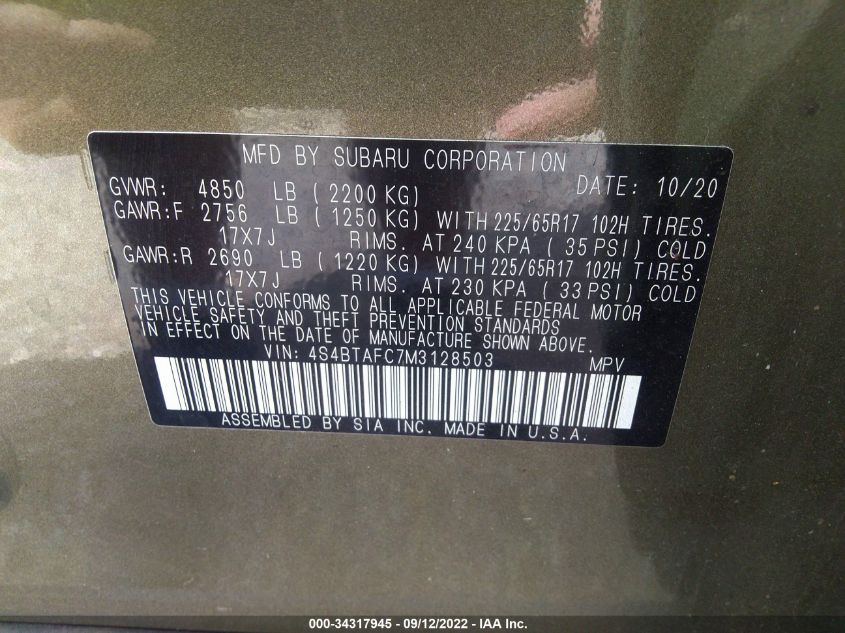 MFD BY SUBARU CORPORATION
GVWR: 4850 LB ( 2200 KG) DATE: 10/20
GAWR:F 2756 LB ( 1250 KG) WITH 225/65R17 102H TIRES.
17X7J RIMS. AT 240 KPA ( 35 PSI) COLD
GAWR:R 2690 LB ( 1220 KG) WITH 225/65R17 102H TIRES.
17X7J RIMS. AT 230 KPA ( 33 PSI) COLD
THIS VEHICLE CONFORMS TO ALL APPLICABLE FEDERAL MOTOR
VEHICLE SAFETY AND THEFT PREVENTION STANDARDS
IN EFFECT ON THE DATE OF MANUFACTURE SHOWN ABOVE.
VIN: 4S4BTAFC7M3128503 MPV
ASSEMBLED BY SIA INC. MADE IN U.S.A.
000-34317945 - 09/12/2022 - IAA Inc.